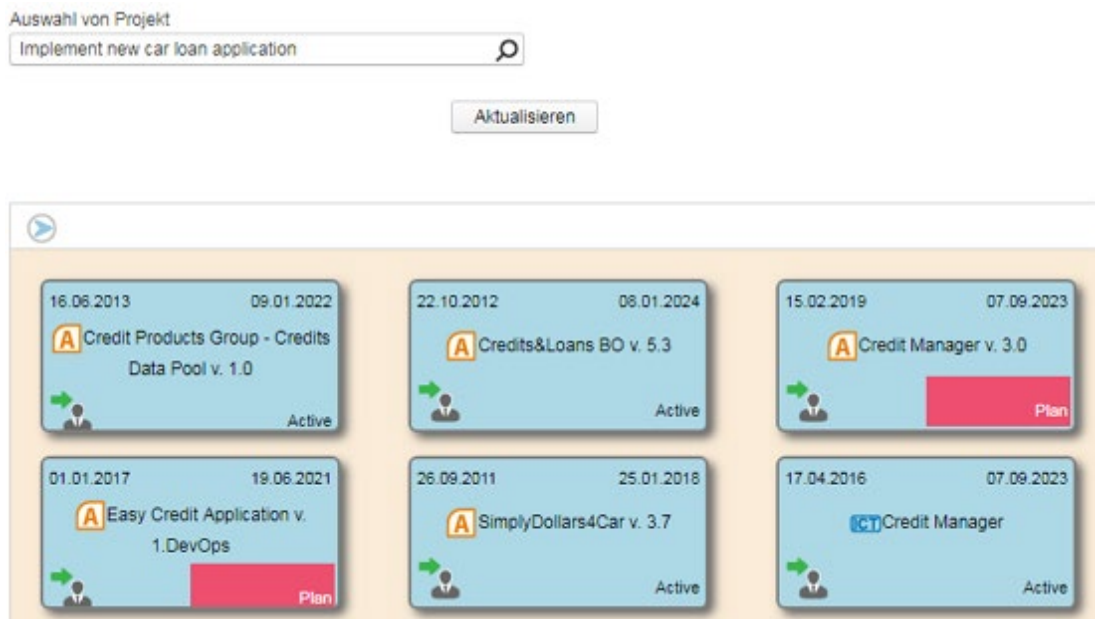 Auswahl von Projekt
Implement new car loan application
Aktualisieren
16.06.2013 09.01.2022
A Credit Products Group - Credits
Data Pool v. 1.0
Active
22.10.2012 08.01.2024
A Credits&Loans BO v. 5.3
Active
15.02.2019 07.09.2023
A Credit Manager v. 3.0
Plan
01.01.2017 19.06.2021
A Easy Credit Application v.
1.DevOps
Plan
26.09.2011 25.01.2018
A SimplyDollars4Car v. 3.7
Active
17.04.2016 07.09.2023
ICT Credit Manager
Active